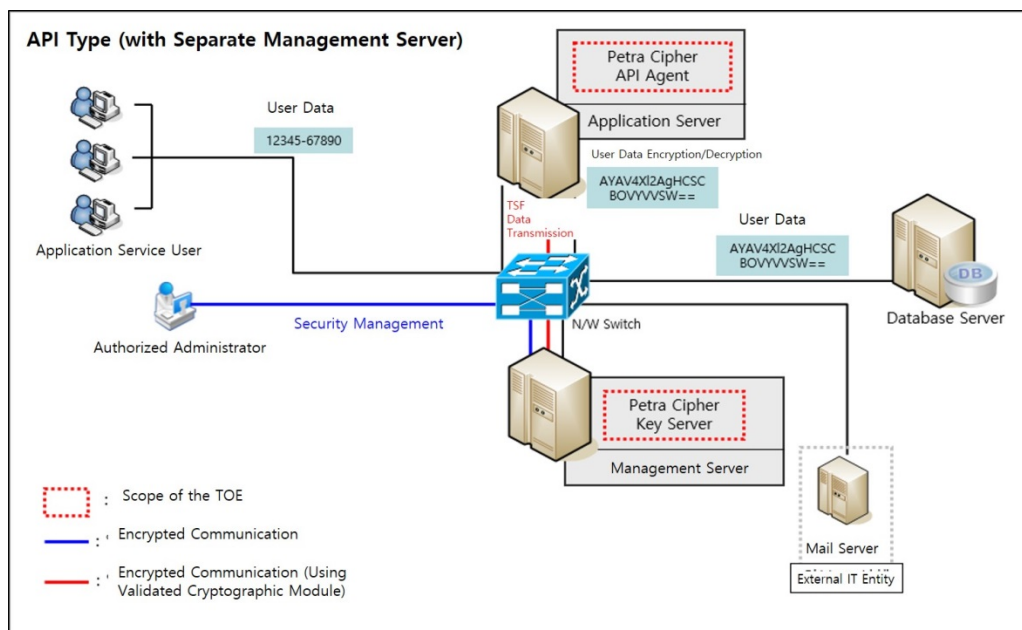 API Type (with Separate Management Server)
Petra Cipher
API Agent
Application Server
User Data
12345-67890
User Data Encryption/Decryption
AYAV4Xl2AgHCSC
BOVYVVSW==
TSF
Data
Transmission
User Data
AYAV4Xl2AgHCSC
BOVYVVSW==
Application Service User
DB
Database Server
Security Management
N/W Switch
Authorized Administrator
Petra Cipher
Key Server
Management Server
: Scope of the TOE
: Encrypted Communication
: Encrypted Communication (Using
Validated Cryptographic Module)
Mail Server
External IT Entity